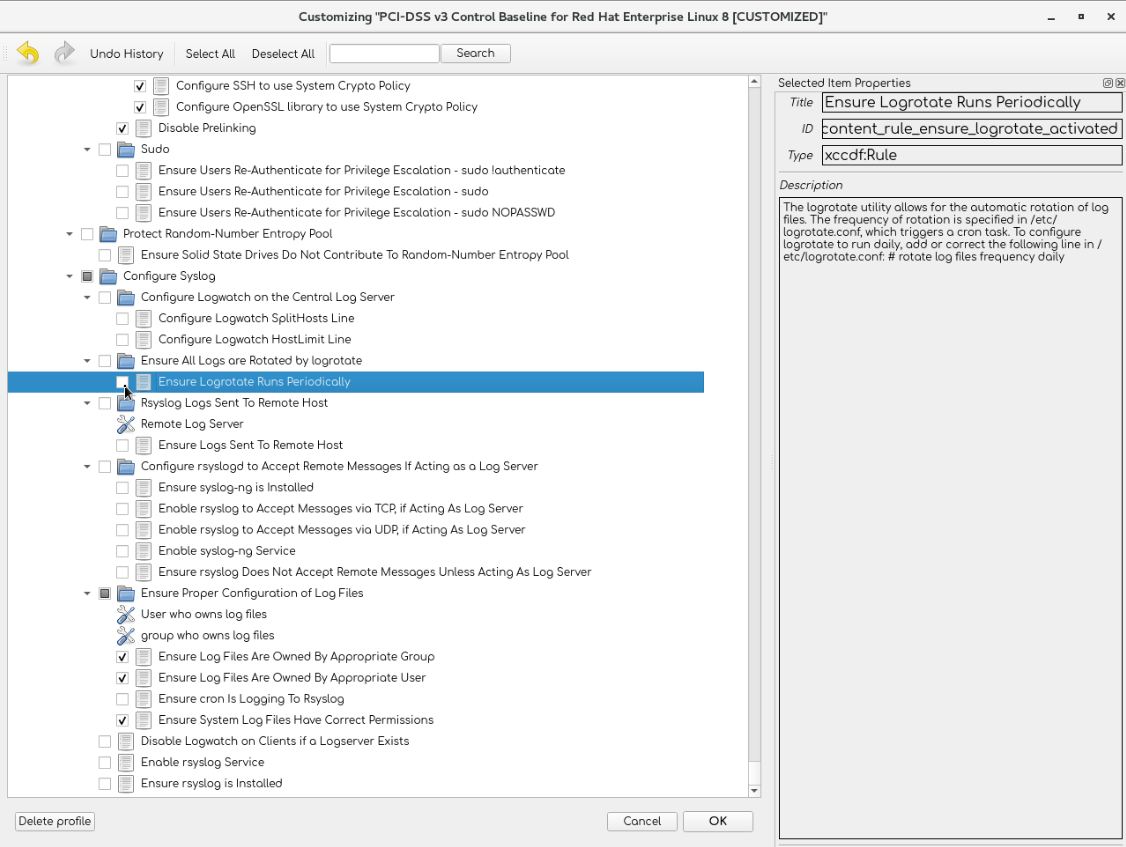 Customizing "PCI-DSS v3 Control Baseline for Red Hat Enterprise Linux 8 [CUSTOMIZED]"
Undo History
Select All
Deselect All
Search
Configure SSH to use System Crypto Policy
Configure OpenSSL library to use System Crypto Policy
Disable Prelinking
Sudo
Ensure Users Re-Authenticate for Privilege Escalation - sudo !authenticate
Ensure Users Re-Authenticate for Privilege Escalation - sudo
Ensure Users Re-Authenticate for Privilege Escalation - sudo NOPASSWD
Protect Random-Number Entropy Pool
Ensure Solid State Drives Do Not Contribute To Random-Number Entropy Pool
Configure Syslog
Configure Logwatch on the Central Log Server
Configure Logwatch SplitHosts Line
Configure Logwatch HostLimit Line
Ensure All Logs are Rotated by logrotate
Ensure Logrotate Runs Periodically
Rsyslog Logs Sent To Remote Host
Remote Log Server
Ensure Logs Sent To Remote Host
Configure rsyslogd to Accept Remote Messages If Acting as a Log Server
Ensure syslog-ng is Installed
Enable rsyslog to Accept Messages via TCP, if Acting As Log Server
Enable rsyslog to Accept Messages via UDP, if Acting As Log Server
Enable syslog-ng Service
Ensure rsyslog Does Not Accept Remote Messages Unless Acting As Log Server
Ensure Proper Configuration of Log Files
User who owns log files
group who owns log files
Ensure Log Files Are Owned By Appropriate Group
Ensure Log Files Are Owned By Appropriate User
Ensure cron Is Logging To Rsyslog
Ensure System Log Files Have Correct Permissions
Disable Logwatch on Clients if a Logserver Exists
Enable rsyslog Service
Ensure rsyslog is Installed
Delete profile
Cancel
OK
Selected Item Properties
Title Ensure Logrotate Runs Periodically
ID content_rule_ensure_logrotate_activated
Type xccdf:Rule
Description
The logrotate utility allows for the automatic rotation of log
files. The frequency of rotation is specified in /etc/
logrotate.conf, which triggers a cron task. To configure
logrotate to run daily, add or correct the following line in /
etc/logrotate.conf: # rotate log files frequency daily